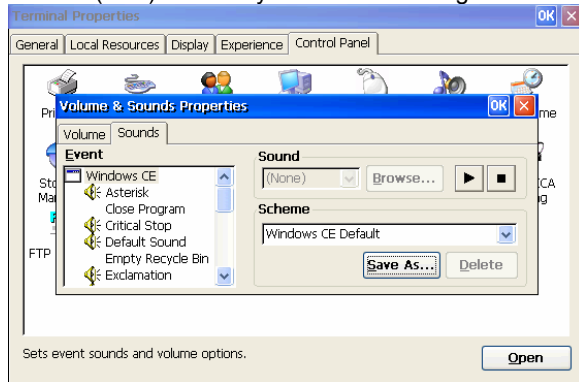 Terminal Properties OK
General Local Resources Display Experience Control Panel
Volume & Sounds Properties OK
Volume Sounds
Event
Windows CE
Asterisk
Close Program
Critical Stop
Default Sound
Empty Recycle Bin
Exclamation
Sound
(None) Browse...
Scheme
Windows CE Default
Save As... Delete
FTP
Sets event sounds and volume options.
Open